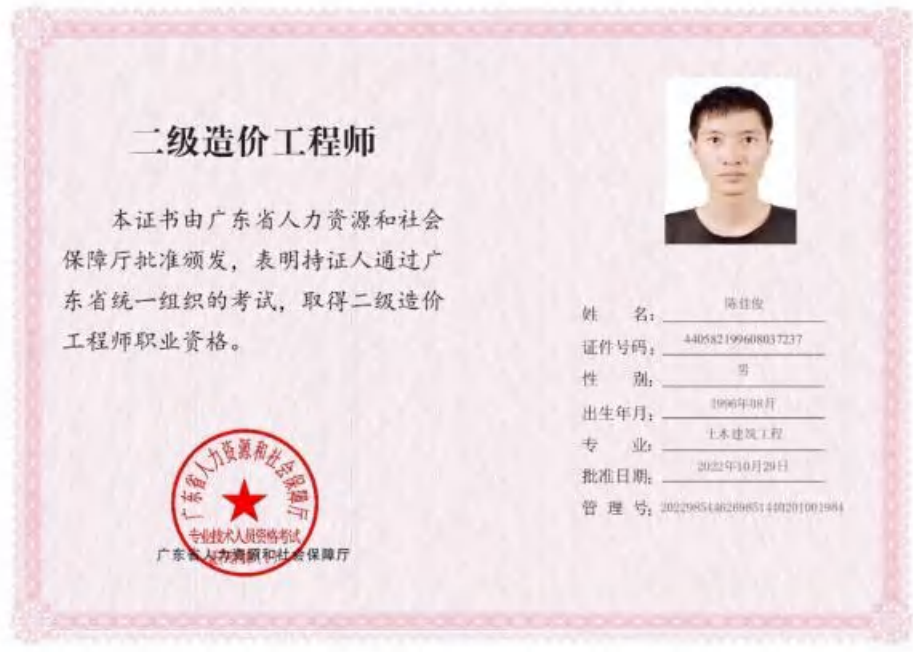 二级造价工程师
本证书由广东省人力资源和社会
保障厅批准颁发，表明持证人通过广
东省统一组织的考试，取得二级造价
工程师职业资格。
姓 名：陈佳俊
证件号码：440582199608037237
性 别：男
出生年月：1996年08月
专 业：土木建筑工程
批准日期：2022年10月29日
管 理 号：
广东省人力资源和社会保障厅
专业技术人员资格考试
广东省人力资源和社会保障厅